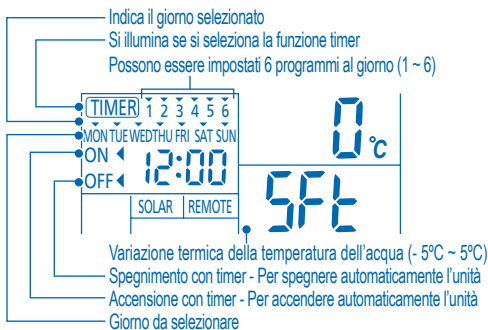 Indica il giorno selezionato
Si illumina se si seleziona la funzione timer
Possono essere impostati 6 programmi al giorno (1 ~ 6)
TIMER 1 2 3 4 5 6
MON TUE WED THU FRI SAT SUN
ON
12:00
OFF
0 °C
SOLAR REMOTE
SFt
Variazione termica della temperatura dell'acqua (- 5ºC ~ 5ºC)
Spegnimento con timer - Per spegnere automaticamente l'unità
Accensione con timer - Per accendere automaticamente l'unità
Giorno da selezionare